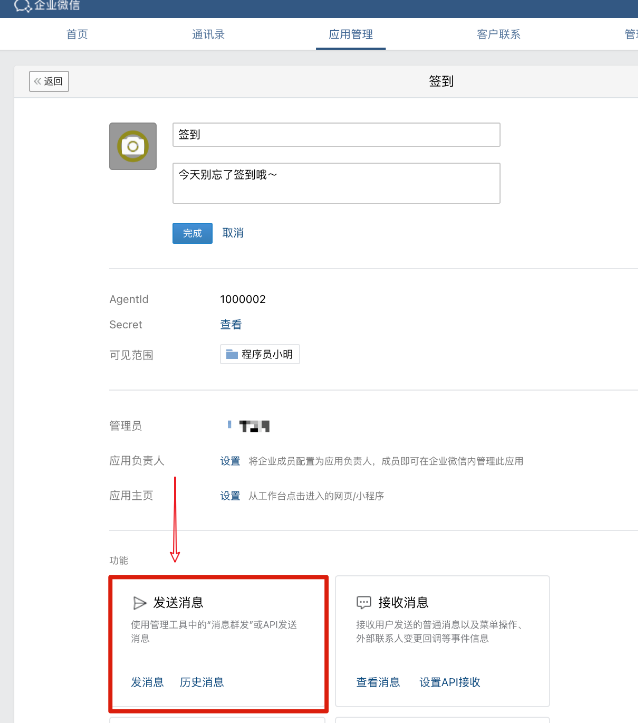 企业微信
首页 通讯录 应用管理 客户联系
返回 签到
签到
今天别忘了签到哦～
完成 取消
AgentId 1000002
Secret 查看
可见范围 程序员小明
管理员
应用负责人 设置 将企业成员配置为应用负责人，成员即可在企业微信内管理此应用
应用主页 设置 从工作台点击进入的网页/小程序
功能
发送消息
使用管理工具中的“消息群发”或API发送
消息
发消息 历史消息
接收消息
接收用户发送的普通消息以及菜单操作、
外部联系人变更回调等事件信息
查看消息 设置API接收